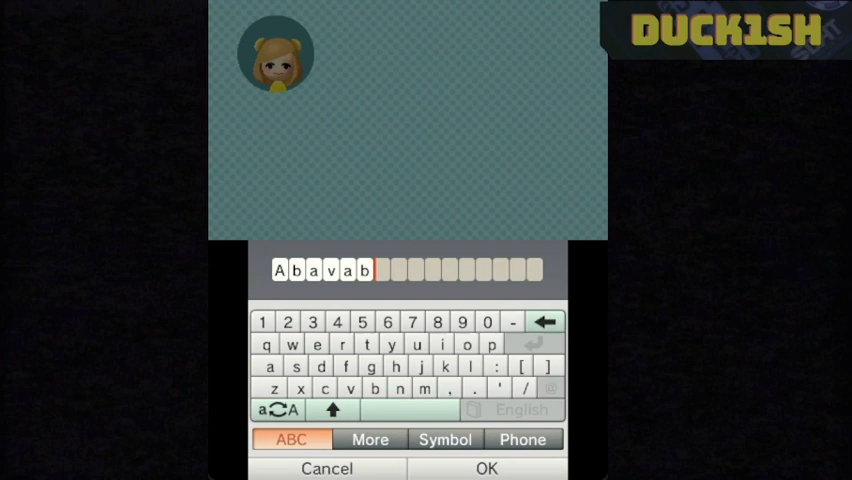 DUCK1SH
Abavab
1 2 3 4 5 6 7 8 9 0 -
q w e r t y u i o p
a s d f g h j k l : [ ]
z x c v b n m , . ' / @
a A English
ABC More Symbol Phone
Cancel OK